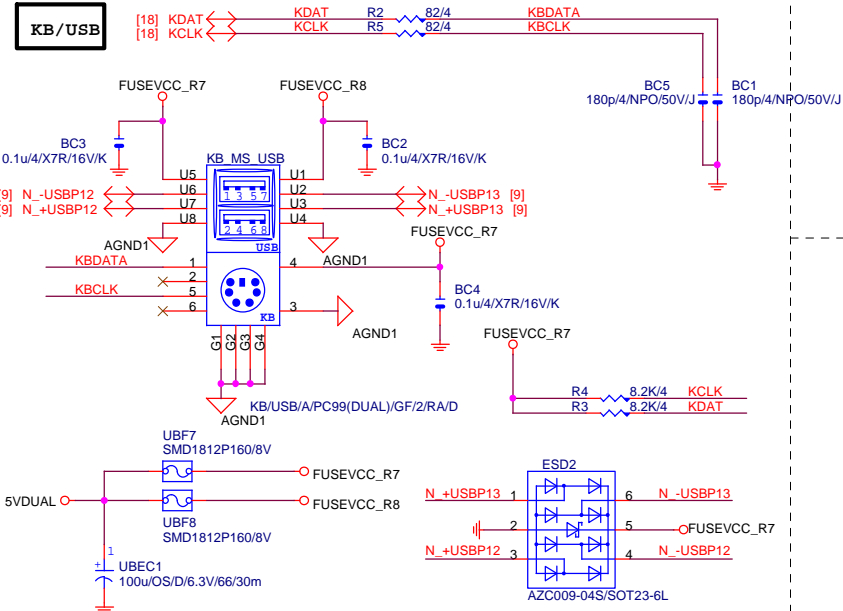 KB/USB
[18] KDAT KDAT R2 82/4 KBDATA
[18] KCLK KCLK R5 82/4 KBCLK
BC5 BC1
180p/4/NPO/50V/J 180p/4/NPO/50V/J
FUSEVCC_R7 FUSEVCC_R8
BC3 BC2
0.1u/4/X7R/16V/K 0.1u/4/X7R/16V/K
KB_MS_USB
U5 U1
[9] N_-USBP12 U6 U2 N_-USBP13 [9]
1 3 5 7
[9] N_+USBP12 U7 U3 N_+USBP13 [9]
U8 U4
2 4 6 8
USB
AGND1 AGND1
FUSEVCC_R7
KBDATA 1 4
2
KBCLK 5
6 3
KB
BC4
0.1u/4/X7R/16V/K
AGND1
G1 G2 G3 G4
AGND1
KB/USB/A/PC99(DUAL)/GF/2/RA/D
FUSEVCC_R7
R4 8.2K/4 KCLK
R3 8.2K/4 KDAT
UBF7
SMD1812P160/8V
FUSEVCC_R7
5VDUAL FUSEVCC_R8
UBF8
SMD1812P160/8V
1
+ UBEC1
100u/OS/D/6.3V/66/30m
ESD2
N_+USBP13 1 6 N_-USBP13
2 5 FUSEVCC_R7
N_+USBP12 3 4 N_-USBP12
AZC009-04S/SOT23-6L